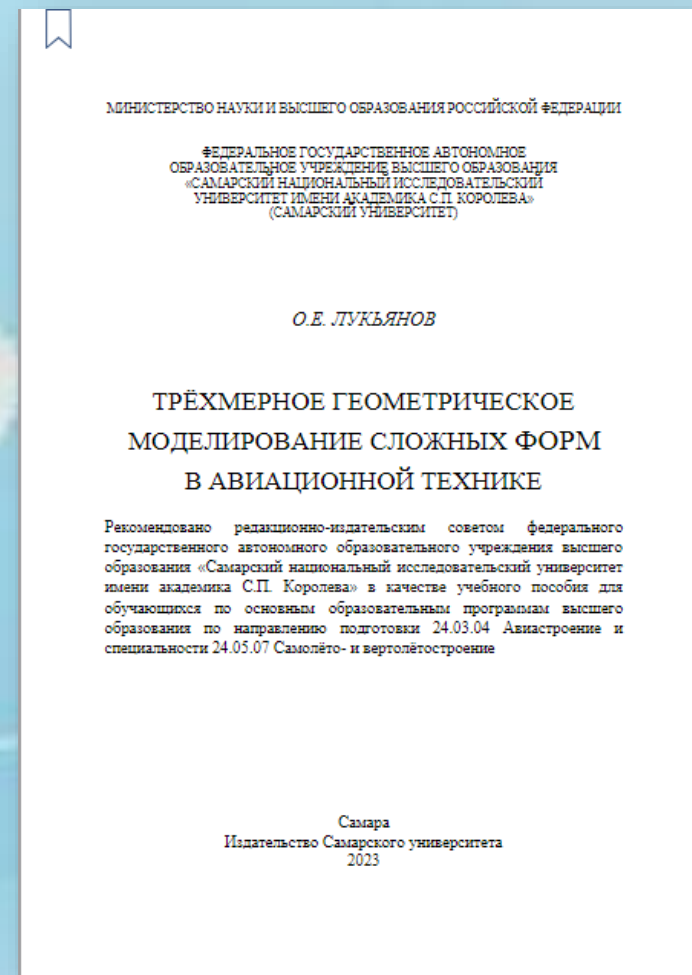 МИНИСТЕРСТВО НАУКИ И ВЫСШЕГО ОБРАЗОВАНИЯ РОССИЙСКОЙ ФЕДЕРАЦИИ
ФЕДЕРАЛЬНОЕ ГОСУДАРСТВЕННОЕ АВТОНОМНОЕ
ОБРАЗОВАТЕЛЬНОЕ УЧРЕЖДЕНИЕ ВЫСШЕГО ОБРАЗОВАНИЯ
«САМАРСКИЙ НАЦИОНАЛЬНЫЙ ИССЛЕДОВАТЕЛЬСКИЙ
УНИВЕРСИТЕТ ИМЕНИ АКАДЕМИКА С.П. КОРОЛЕВА»
(САМАРСКИЙ УНИВЕРСИТЕТ)
О.Е. ЛУКЬЯНОВ
ТРЁХМЕРНОЕ ГЕОМЕТРИЧЕСКОЕ
МОДЕЛИРОВАНИЕ СЛОЖНЫХ ФОРМ
В АВИАЦИОННОЙ ТЕХНИКЕ
Рекомендовано редакционно-издательским советом федерального
государственного автономного образовательного учреждения высшего
образования «Самарский национальный исследовательский университет
имени академика С.П. Королева» в качестве учебного пособия для
обучающихся по основным образовательным программам высшего
образования по направлению подготовки 24.03.04 Авиастроение и
специальности 24.05.07 Самолёто- и вертолётостроение
Самара
Издательство Самарского университета
2023